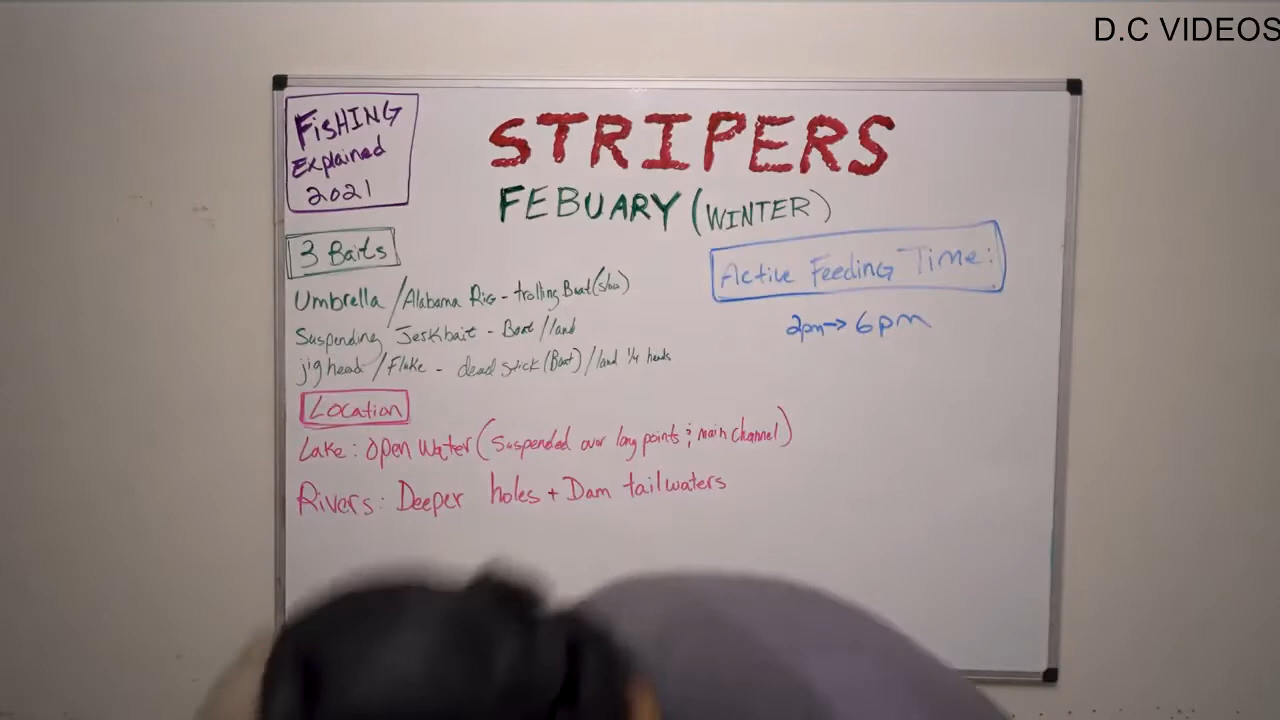 D.C VIDEOS
FisHING
Explained
2021
STRIPERS
FEBUARY (WINTER)
3 Baits
Umbrella / Alabama Rig - trolling Boat (slow)
Suspending Jerkbait - Boat / land
jig head / Fluke - dead stick (Boat) / land 1/4 heads
Active Feeding Time:
2pm → 6pm
Location
Lake: Open Water (Suspended over long points & main channel)
Rivers: Deeper holes + Dam tailwaters